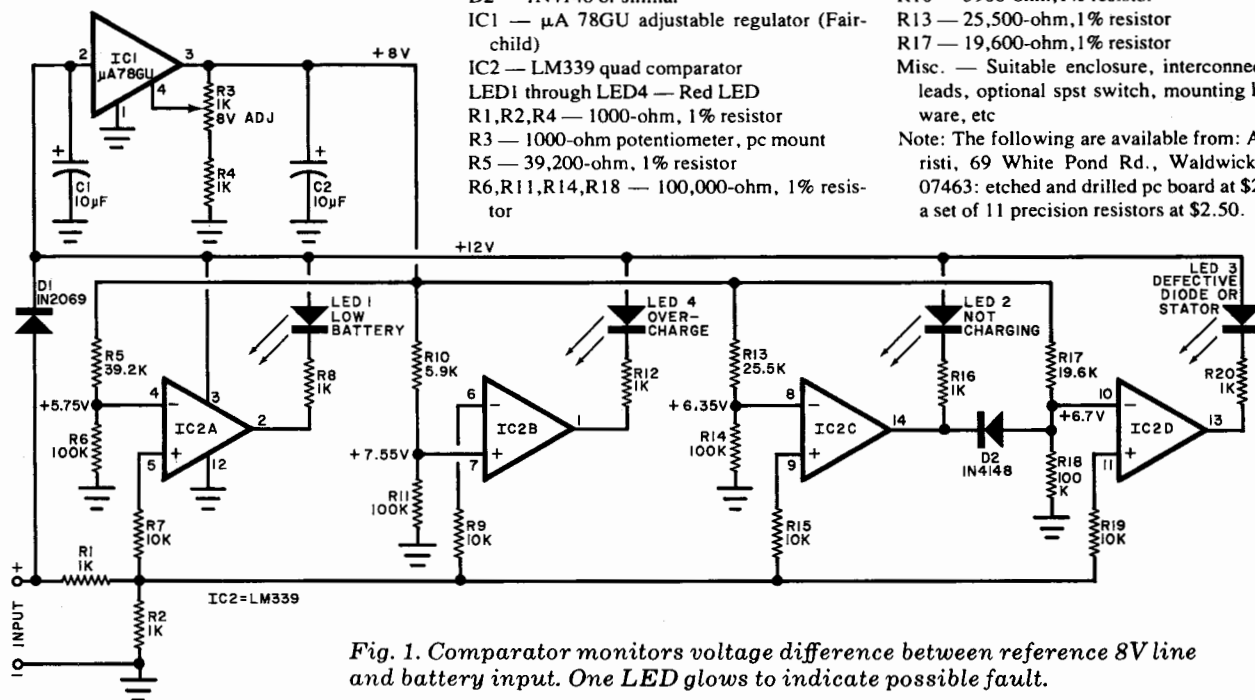 D2 — IN4148 or similar
IC1 — μA 78GU adjustable regulator (Fair-
child)
IC2 — LM339 quad comparator
LED1 through LED4 — Red LED
R1,R2,R4 — 1000-ohm, 1% resistor
R3 — 1000-ohm potentiometer, pc mount
R5 — 39,200-ohm, 1% resistor
R6,R11,R14,R18 — 100,000-ohm, 1% resis-
tor
R13 — 25,500-ohm,1% resistor
R17 — 19,600-ohm,1% resistor
Misc. — Suitable enclosure,
leads, optional spst switch, mounting
ware, etc
Note: The following are available from:
risti, 69 White Pond Rd., Waldwick
07463: etched and drilled pc board at
a set of 11 precision resistors at $2.50.
2
IC1
μA78GU
3
4
1
+8V
R3
1K
8V ADJ
R4
1K
+
C1
10μF
+
C2
10μF
+12V
D1
IN2069
LED 1
LOW
BATTERY
LED 4
OVER-
CHARGE
LED 2
NOT
CHARGING
LED 3
DEFECTIVE
DIODE OR
STATOR
R5
39.2K
R8
1K
R10
5.9K
R12
1K
R13
25.5K
R16
1K
R17
19.6K
R20
1K
+5.75V
4
−
3
IC2A
2
5
+
12
R6
100K
6
−
IC2B
1
+7.55V
7
+
R11
100K
+6.35V
8
−
IC2C
14
9
+
R14
100K
D2
IN4148
+6.7V
10
−
IC2D
13
11
+
R18
100
K
R7
10K
R9
10K
R15
10K
R19
10K
INPUT
+
−
R1
1K
R2
1K
IC2=LM339
Fig. 1. Comparator monitors voltage difference between reference 8V line
and battery input. One LED glows to indicate possible fault.